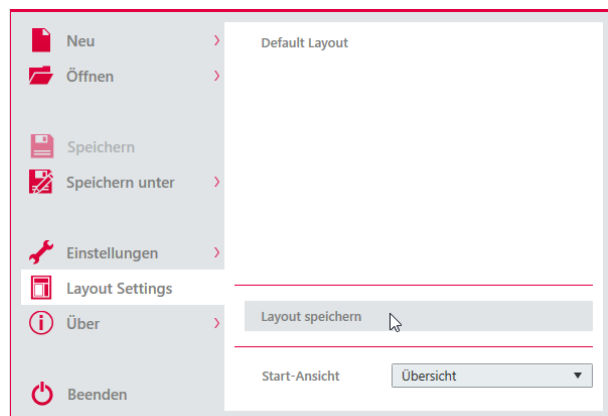 Neu
Öffnen
Speichern
Speichern unter
Einstellungen
Layout Settings
Über
Beenden
Default Layout
Layout speichern
Start-Ansicht Übersicht